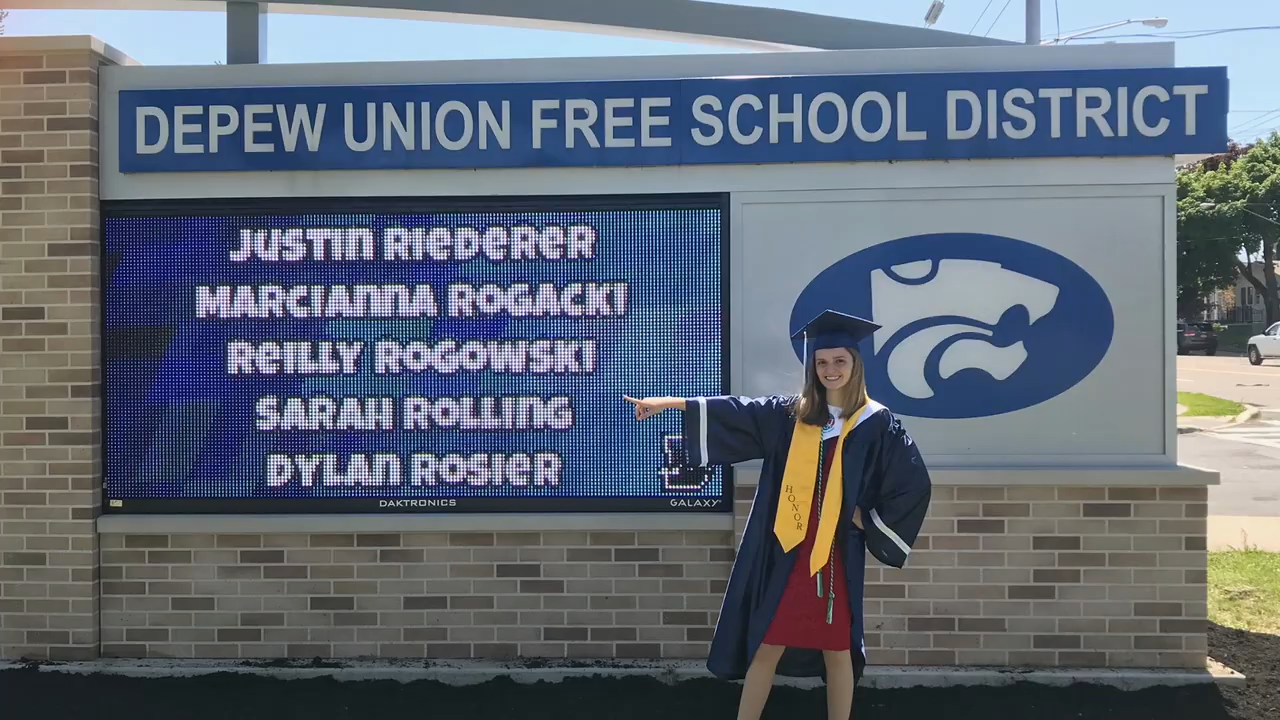 DEPEW UNION FREE SCHOOL DISTRICT
JUSTIN RIEDERER
MARCIANNA ROGACKI
REILLY ROGOWSKI
SARAH ROLLING
DYLAN ROSIER
DAKTRONICS
GALAXY
HONOR